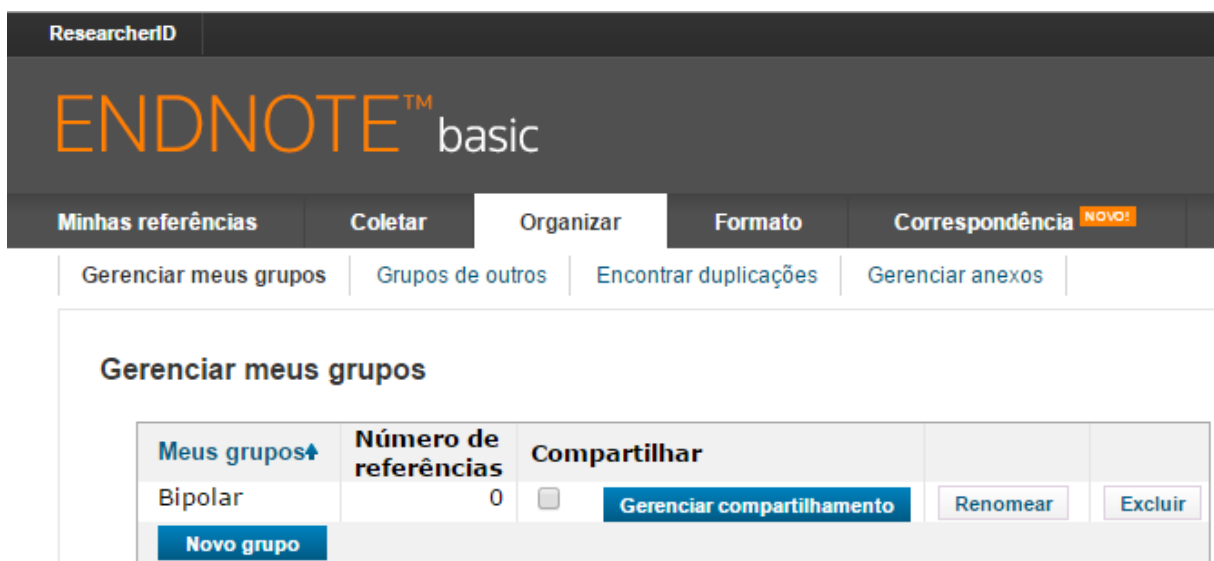 ResearcherID
ENDNOTE™ basic
Minhas referências Coletar Organizar Formato Correspondência NOVO!
Gerenciar meus grupos Grupos de outros Encontrar duplicações Gerenciar anexos
Gerenciar meus grupos
Meus grupos Número de referências Compartilhar
Bipolar 0 Gerenciar compartilhamento Renomear Excluir
Novo grupo